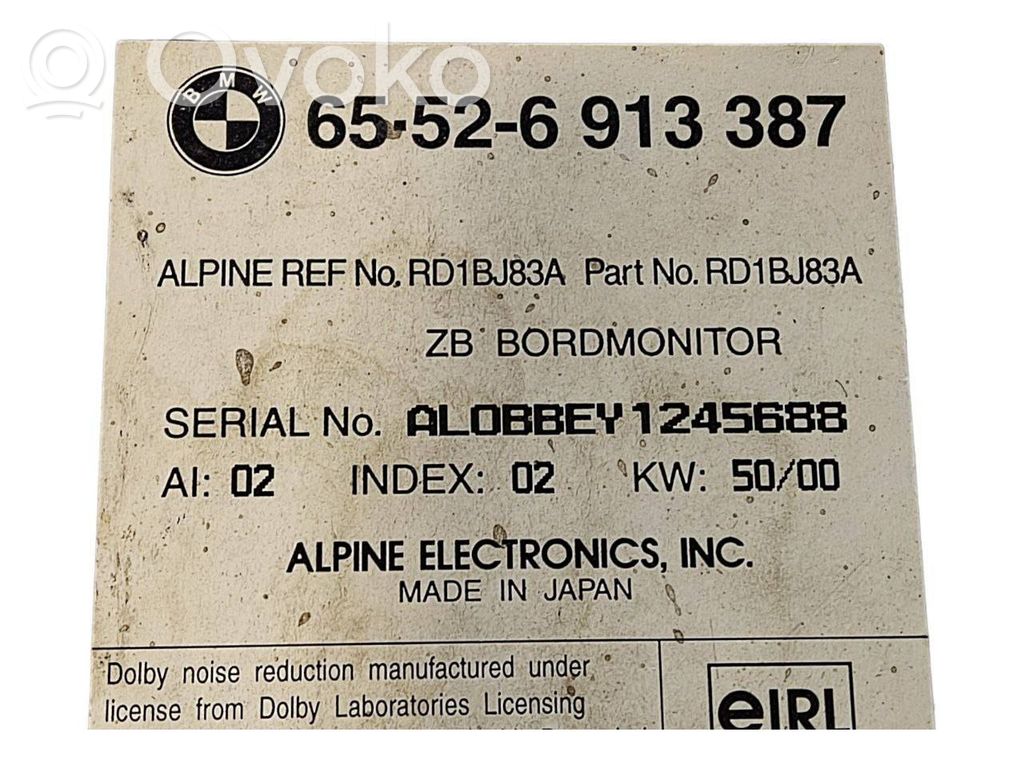 Ovoko
BMW 65-52-6 913 387
ALPINE REF No. RD1BJ83A Part No. RD1BJ83A
ZB BORDMONITOR
SERIAL No. ALOBBEY1245688
AI: 02 INDEX: 02 KW: 50/00
ALPINE ELECTRONICS, INC.
MADE IN JAPAN
Dolby noise reduction manufactured under
license from Dolby Laboratories Licensing
eIRL